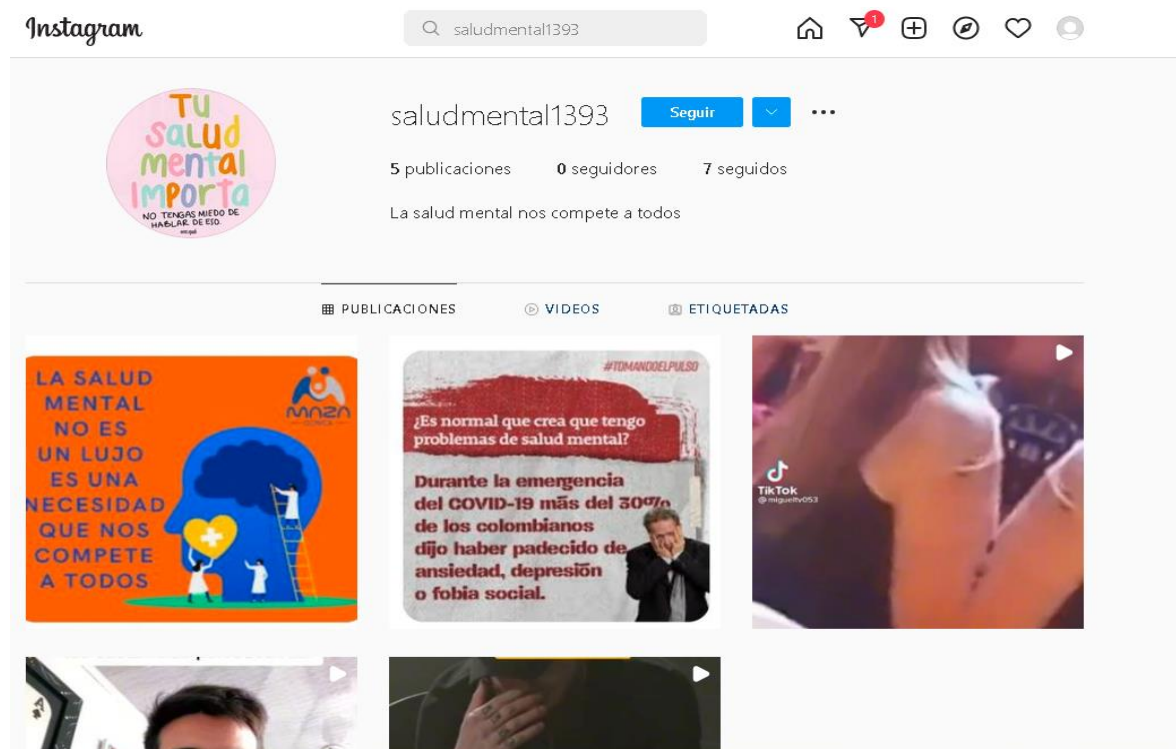 Instagram
saludmental1393
1
TU
SALUD
mental
IMPORTa
NO TENGAS MIEDO DE
HABLAR DE ESO.
saludmental1393
Seguir
5 publicaciones 0 seguidores 7 seguidos
La salud mental nos compete a todos
PUBLICACIONES VIDEOS ETIQUETADAS
LA SALUD
MENTAL
NO ES
UN LUJO
ES UNA
NECESIDAD
QUE NOS
COMPETE
A TODOS
#TOMANDOELPULSO
¿Es normal que crea que tengo
problemas de salud mental?
Durante la emergencia
del COVID-19 más del 30%
de los colombianos
dijo haber padecido de
ansiedad, depresión
o fobia social.
TikTok
@migueltv053